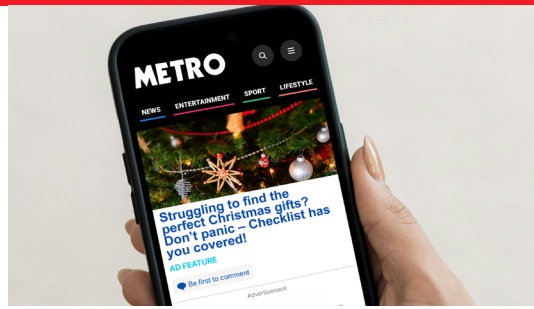 METRO
NEWS ENTERTAINMENT SPORT LIFESTYLE
Struggling to find the
perfect Christmas gifts?
Don't panic – Checklist has
you covered!
AD FEATURE
Be first to comment
Advertisement